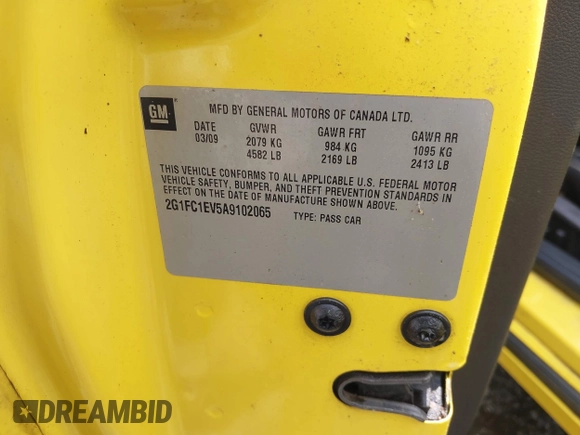 GM
MFD BY GENERAL MOTORS OF CANADA LTD.
DATE GVWR GAWR FRT GAWR RR
03/09 2079 KG 984 KG 1095 KG
4582 LB 2169 LB 2413 LB
THIS VEHICLE CONFORMS TO ALL APPLICABLE U.S. FEDERAL MOTOR
VEHICLE SAFETY, BUMPER, AND THEFT PREVENTION STANDARDS IN
EFFECT ON THE DATE OF MANUFACTURE SHOWN ABOVE.
2G1FC1EV5A9102065 TYPE: PASS CAR
DREAMBID